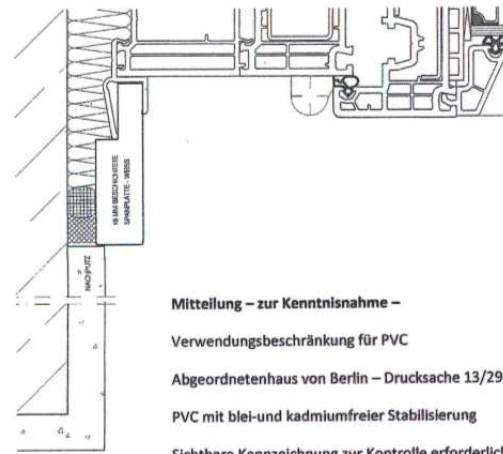 19 MM BESCHICHTETE
SPANPLATTE - WEISS
NACHPUTZ
Mitteilung – zur Kenntnisnahme –
Verwendungsbeschränkung für PVC
Abgeordnetenhaus von Berlin – Drucksache 13/29
PVC mit blei-und kadmiumfreier Stabilisierung
Sichtbare Kennzeichnung zur Kontrolle erforderlich